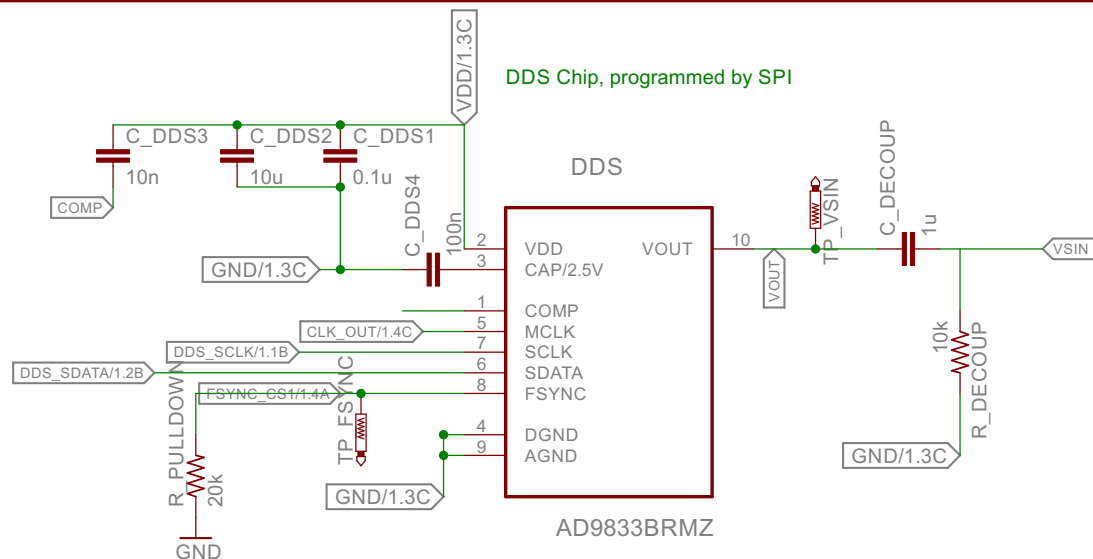 VDD/1.3C
DDS Chip, programmed by SPI
C_DDS3
C_DDS2
C_DDS1
10n
10u
0.1u
COMP
C_DDS4
100n
GND/1.3C
DDS
2
VDD
3
CAP/2.5V
1
COMP
5
MCLK
7
SCLK
6
SDATA
8
FSYNC
4
DGND
9
AGND
VOUT
10
CLK_OUT/1.4C
DDS_SCLK/1.1B
DDS_SDATA/1.2B
FSYNC_CS1/1.4A
TP_FSYNC
R_PULLDOWN
20k
GND
GND/1.3C
AD9833BRMZ
VOUT
TP_VSIN
C_DECOUP
1u
VSIN
10k
R_DECOUP
GND/1.3C